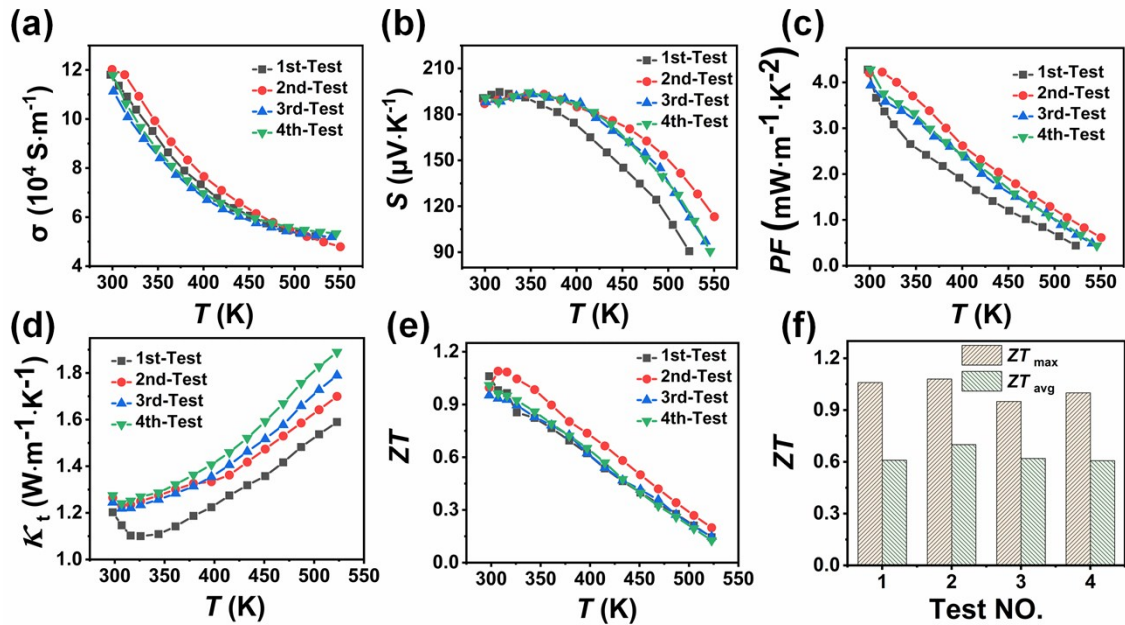 (a)
12
10
8
6
4
σ (10⁴ S·m⁻¹)
1st-Test
2nd-Test
3rd-Test
4th-Test
300 350 400 450 500 550
T (K)
(b)
210
180
150
120
90
S (μV·K⁻¹)
1st-Test
2nd-Test
3rd-Test
4th-Test
300 350 400 450 500 550
T (K)
(c)
4.0
3.0
2.0
1.0
0.0
PF (mW·m⁻¹·K⁻²)
1st-Test
2nd-Test
3rd-Test
4th-Test
300 350 400 450 500 550
T (K)
(d)
1.8
1.6
1.4
1.2
1.0
Kt (W·m⁻¹·K⁻¹)
1st-Test
2nd-Test
3rd-Test
4th-Test
300 350 400 450 500 550
T (K)
(e)
1.2
0.9
0.6
0.3
0.0
ZT
1st-Test
2nd-Test
3rd-Test
4th-Test
300 350 400 450 500 550
T (K)
(f)
1.2
0.9
0.6
0.3
0.0
ZT
ZT max
ZT avg
1 2 3 4
Test NO.